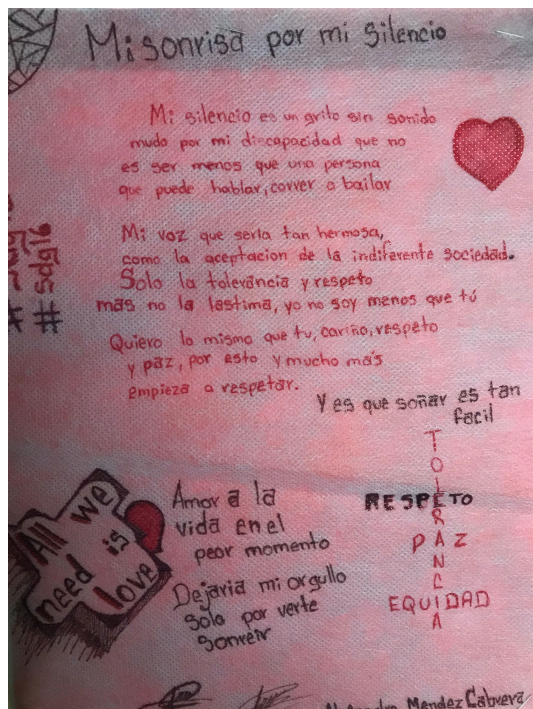 Mi sonrisa por mi silencio
Mi silencio es un grito sin sonido
mudo por mi discapacidad que no
es ser menos que una persona
que puede hablar, correr o bailar
Mi voz que seria tan hermosa,
como la aceptacion de la indiferente sociedad.
Solo la tolerancia y respeto
mas no la lastima, yo no soy menos que tú
Quiero lo mismo que tu, cariño, respeto
y paz, por esto y mucho más
empieza a respetar.
#sdg16
Y es que soñar es tan
facil
TOLERANCIA
RESPETO
PAZ
EQUIDAD
All we
need is
love
Amor a la
vida en el
peor momento
Dejaria mi orgullo
solo por verte
sonreir
Mendez Cabrera